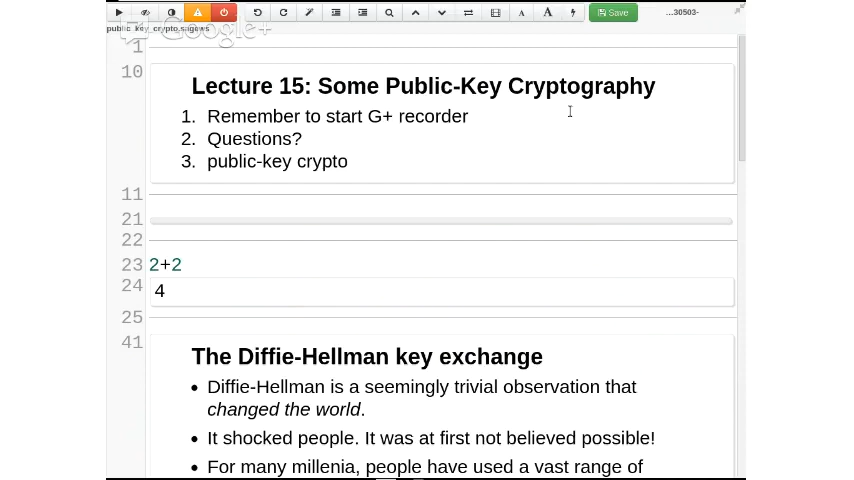 Save
...30503-
public_key_crypto.sagews
Google+
1
10
Lecture 15: Some Public-Key Cryptography
1. Remember to start G+ recorder
2. Questions?
3. public-key crypto
11
21
22
23 2+2
24 4
25
41
The Diffie-Hellman key exchange
• Diffie-Hellman is a seemingly trivial observation that
changed the world.
• It shocked people. It was at first not believed possible!
• For many millenia, people have used a vast range of